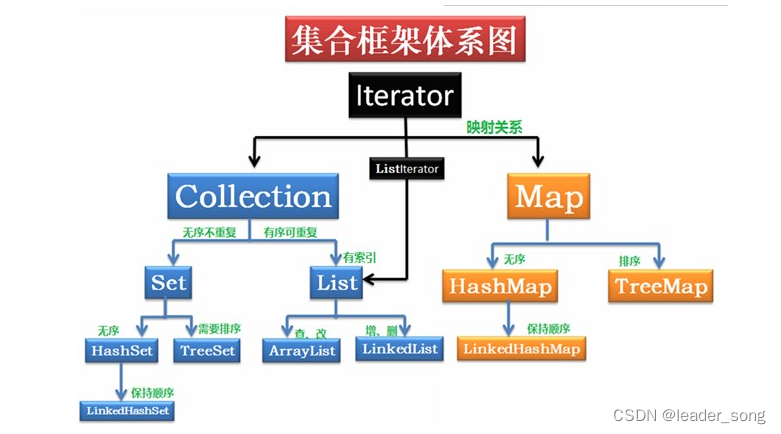 集合框架体系图
Iterator
映射关系
ListIterator
Collection
Map
无序不重复
有序可重复
有索引
无序
排序
Set
List
HashMap
TreeMap
无序
需要排序
查、改
增、删
保持顺序
HashSet
TreeSet
ArrayList
LinkedList
LinkedHashMap
保持顺序
LinkedHashSet
CSDN @leader_song